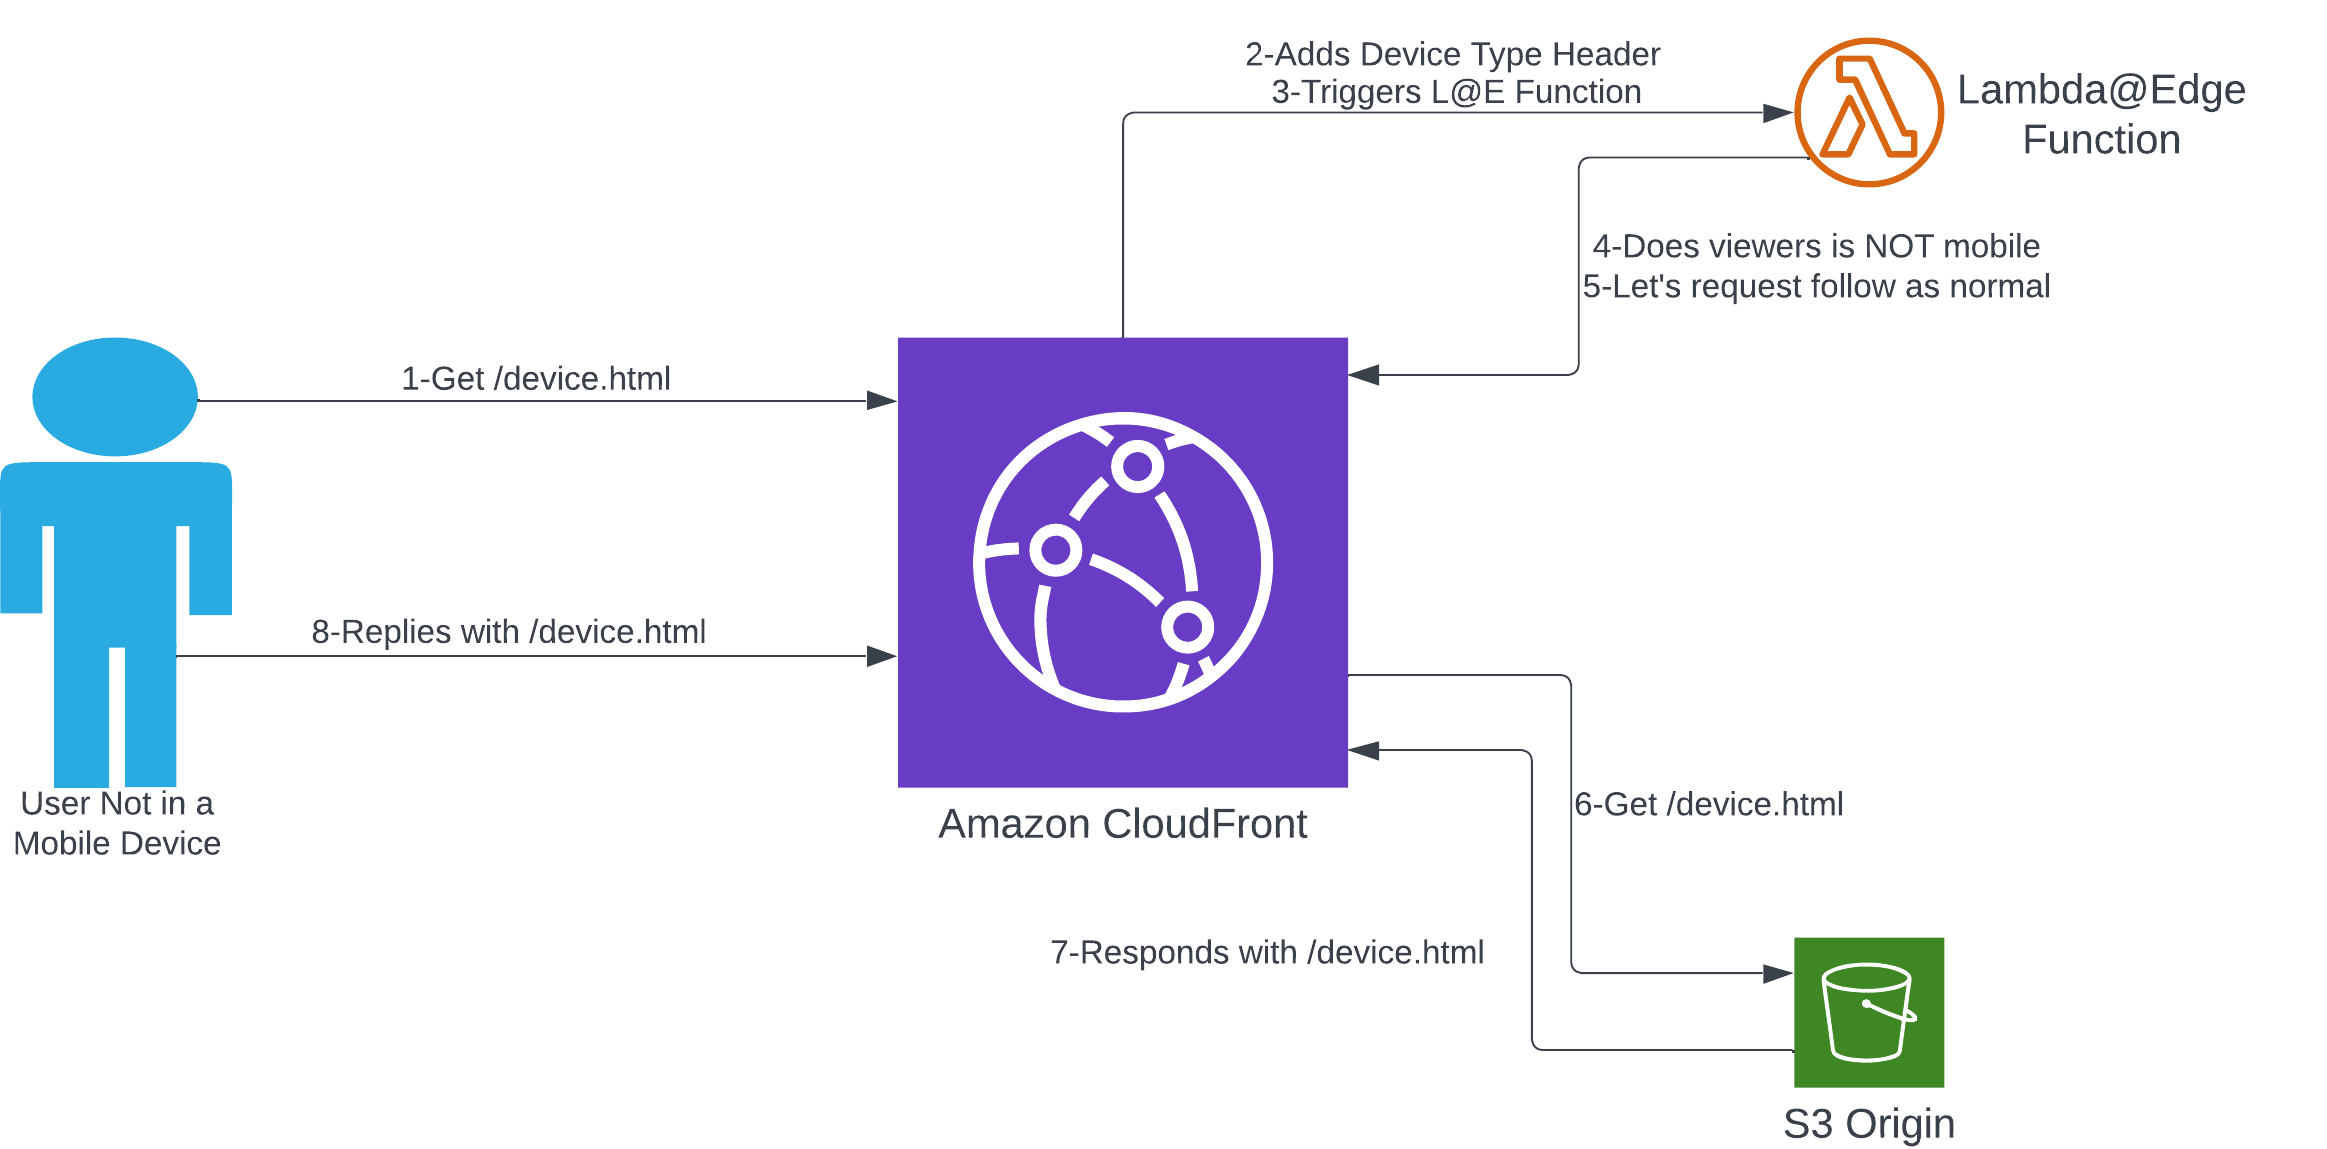 2-Adds Device Type Header
3-Triggers L@E Function
Lambda@Edge
Function
4-Does viewers is NOT mobile
5-Let's request follow as normal
1-Get /device.html
8-Replies with /device.html
User Not in a
Mobile Device
Amazon CloudFront
6-Get /device.html
7-Responds with /device.html
S3 Origin